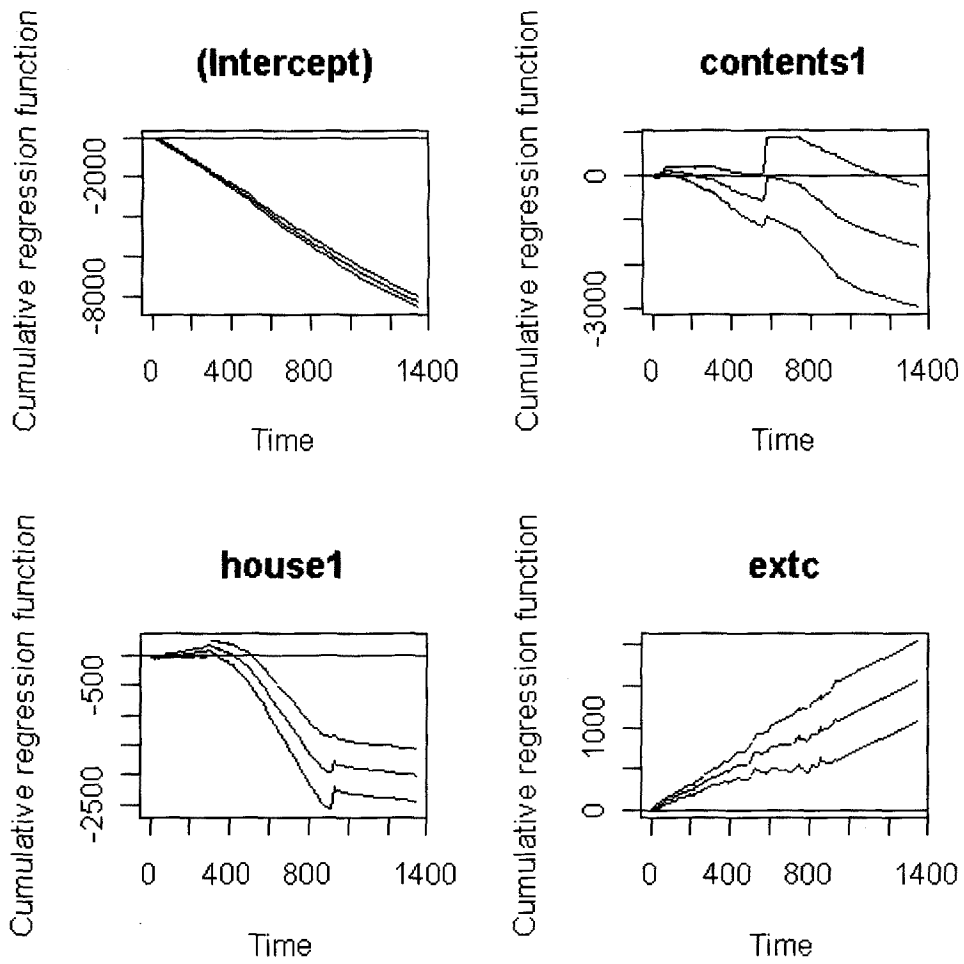 (Intercept)
Cumulative regression function
-2000
-8000
0 400 800 1400
Time
contents1
Cumulative regression function
0
-3000
0 400 800 1400
Time
house1
Cumulative regression function
-500
-2500
0 400 800 1400
Time
extc
Cumulative regression function
1000
0
0 400 800 1400
Time